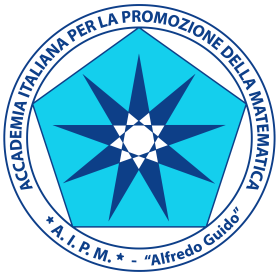 ACCADEMIA ITALIANA PER LA PROMOZIONE DELLA MATEMATICA
* A. I. P. M. * - “Alfredo Guido”